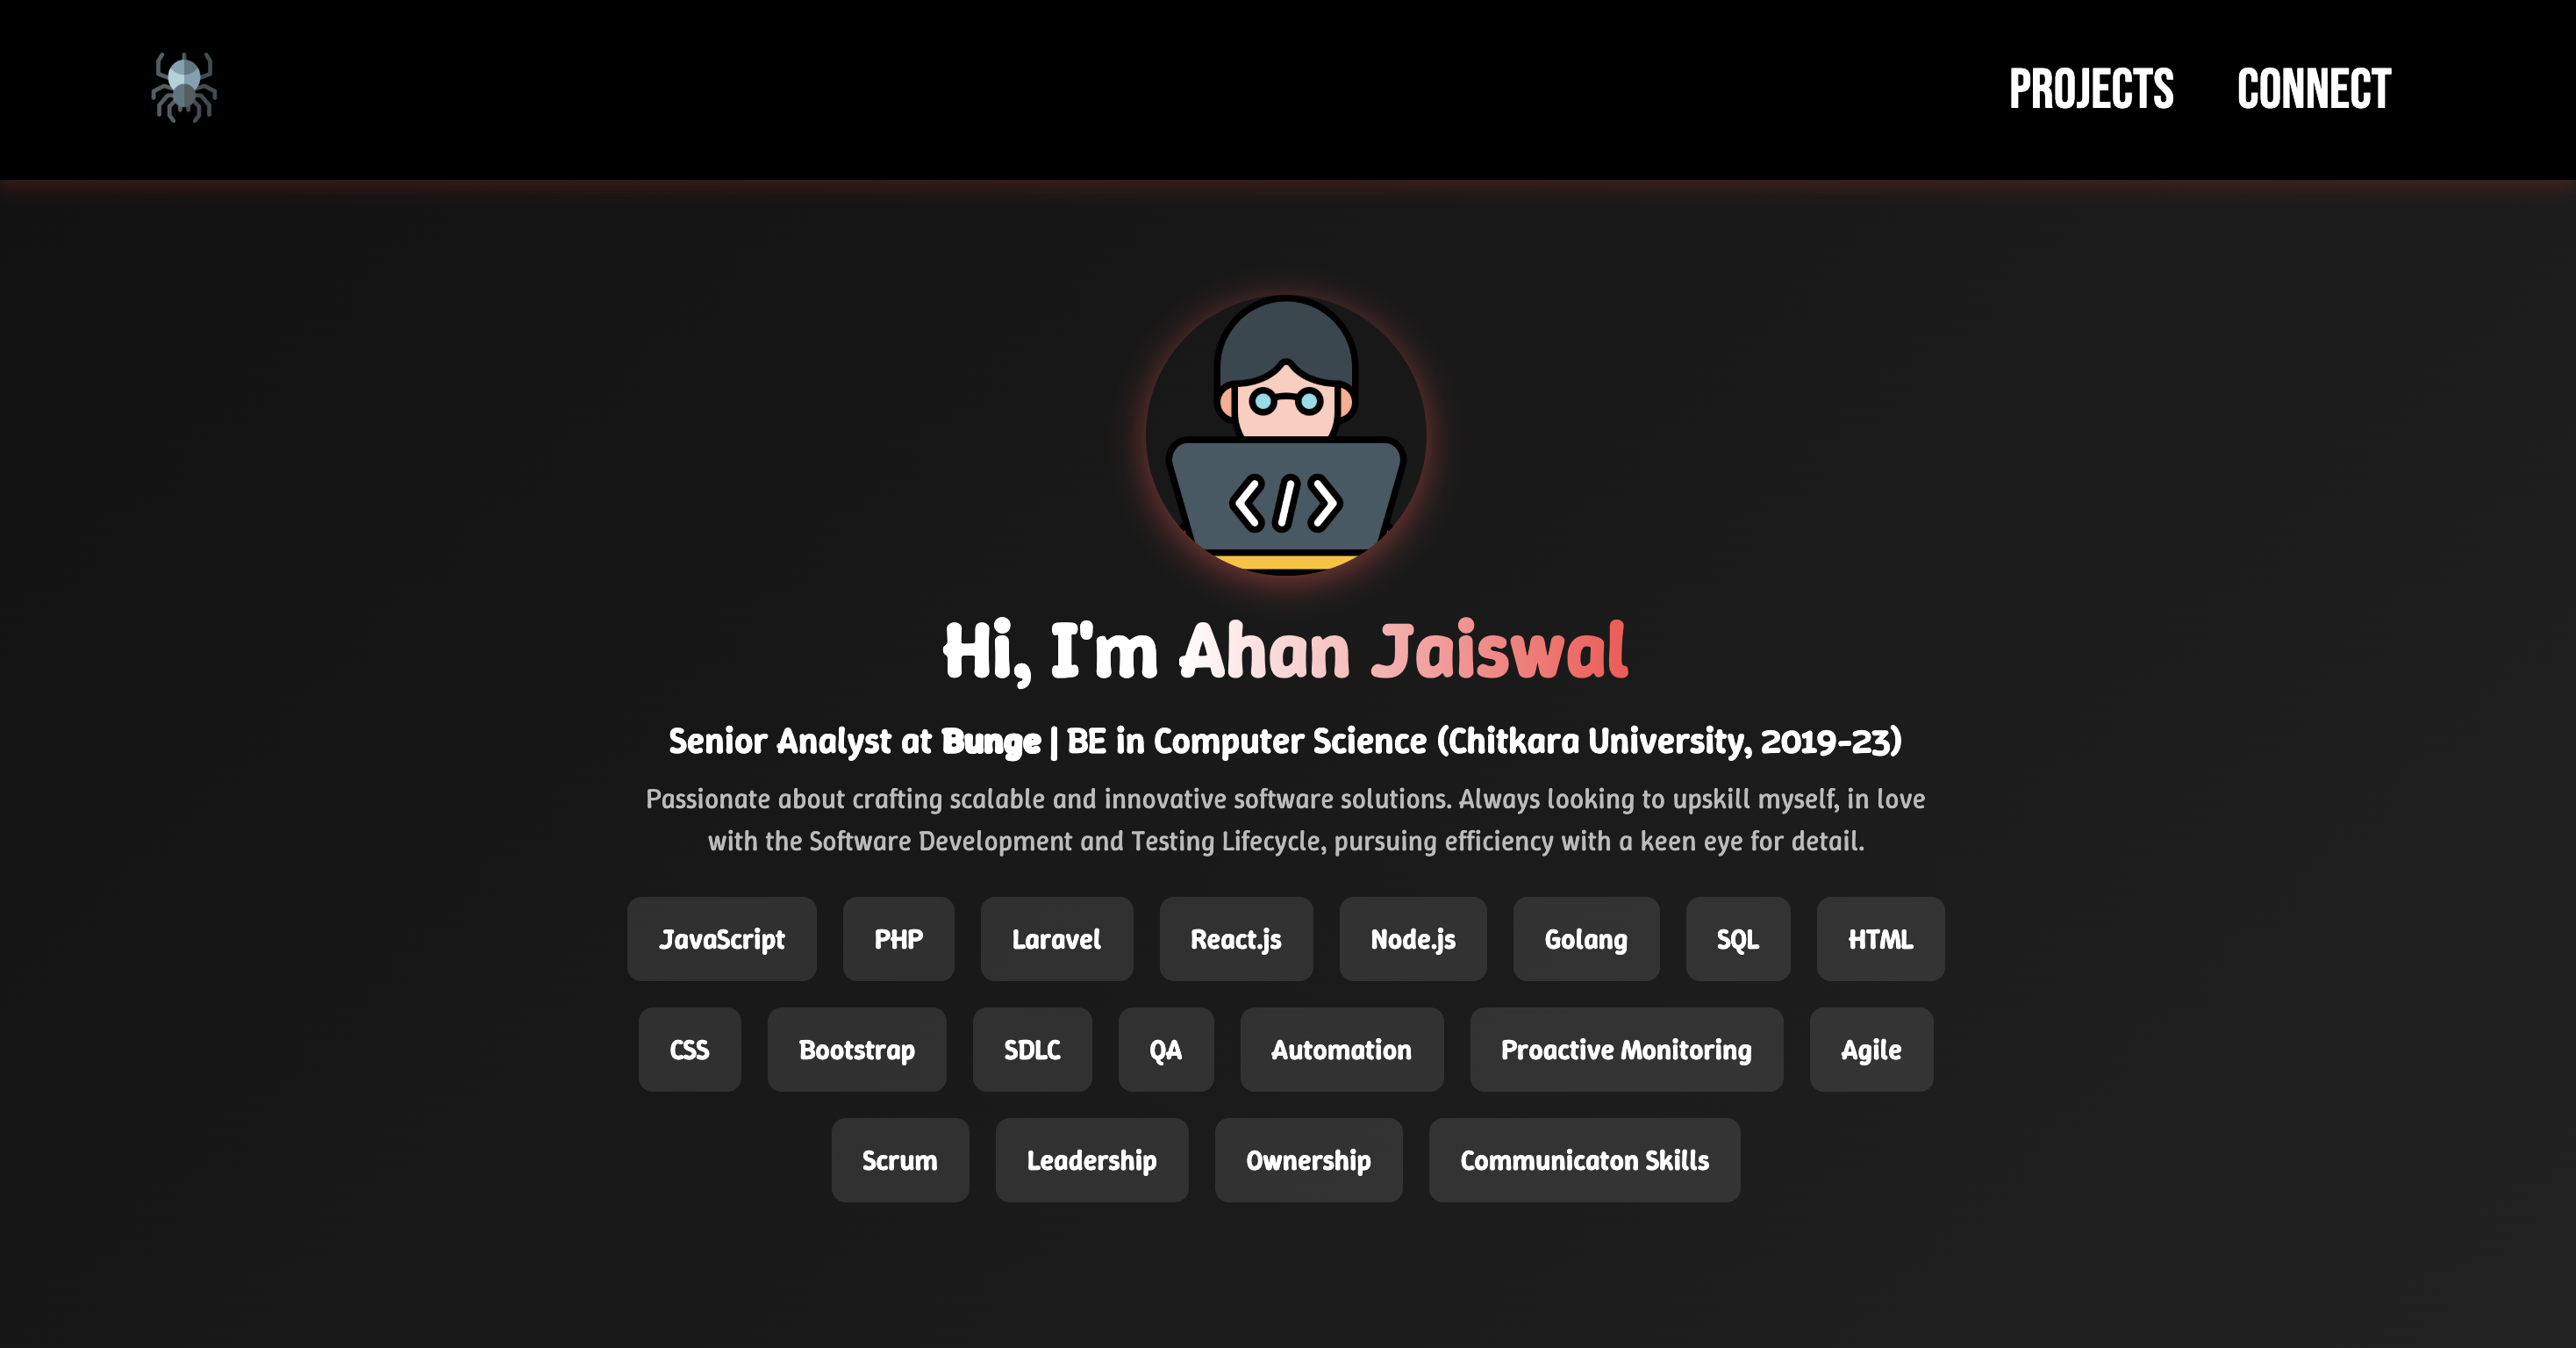 PROJECTS CONNECT
</>
Hi, I'm Ahan Jaiswal
Senior Analyst at Bunge | BE in Computer Science (Chitkara University, 2019-23)
Passionate about crafting scalable and innovative software solutions. Always looking to upskill myself, in love
with the Software Development and Testing Lifecycle, pursuing efficiency with a keen eye for detail.
JavaScript PHP Laravel React.js Node.js Golang SQL HTML
CSS Bootstrap SDLC QA Automation Proactive Monitoring Agile
Scrum Leadership Ownership Communicaton Skills